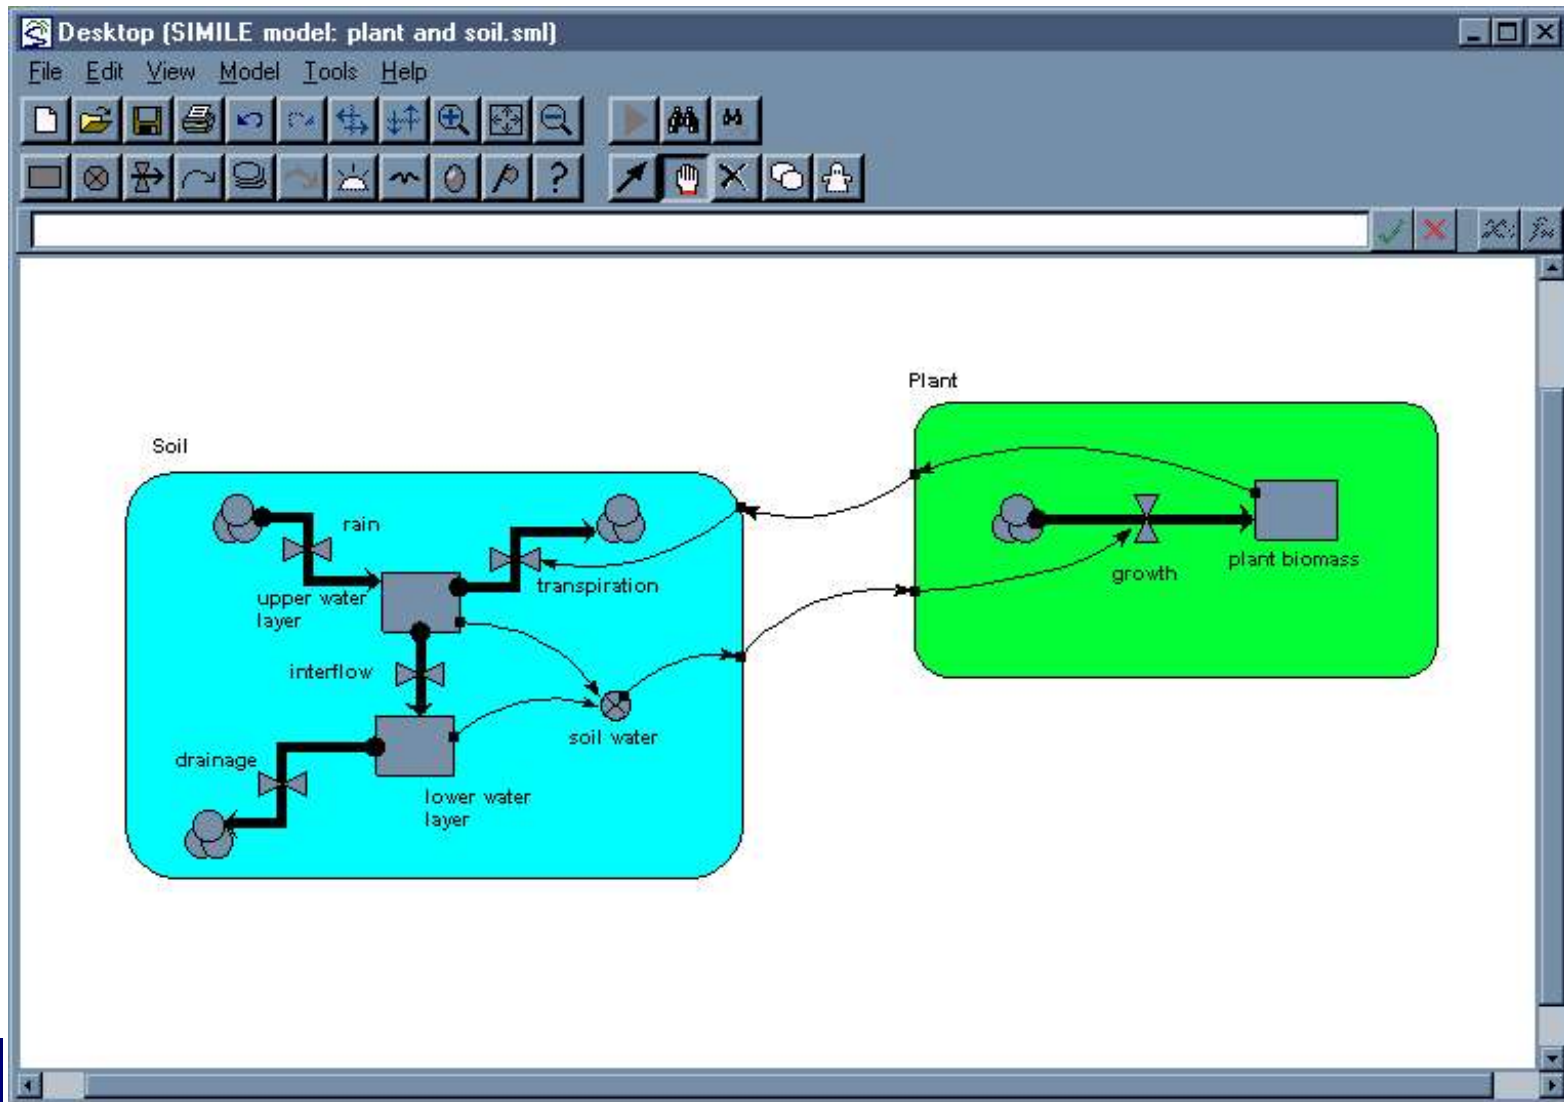 Desktop (SIMILE model: plant and soil.sml)
File Edit View Model Tools Help
?
Plant
Soil
rain
transpiration
upper water
layer
growth
plant biomass
interflow
soil water
drainage
lower water
layer